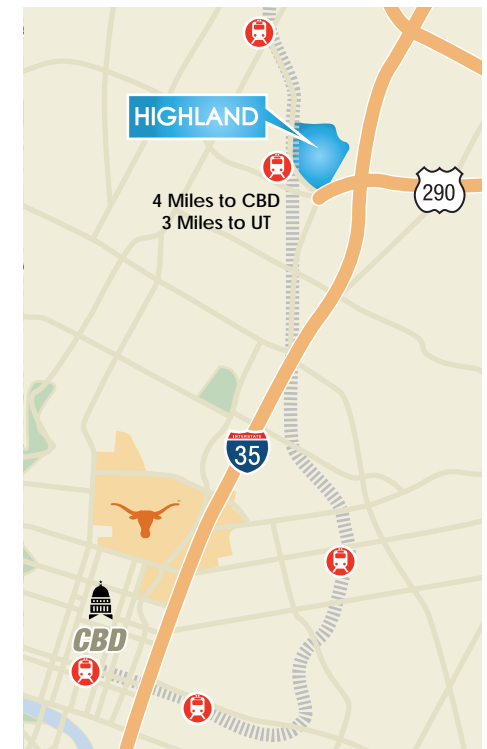 HIGHLAND
4 Miles to CBD
3 Miles to UT
290
INTERSTATE
35
CBD